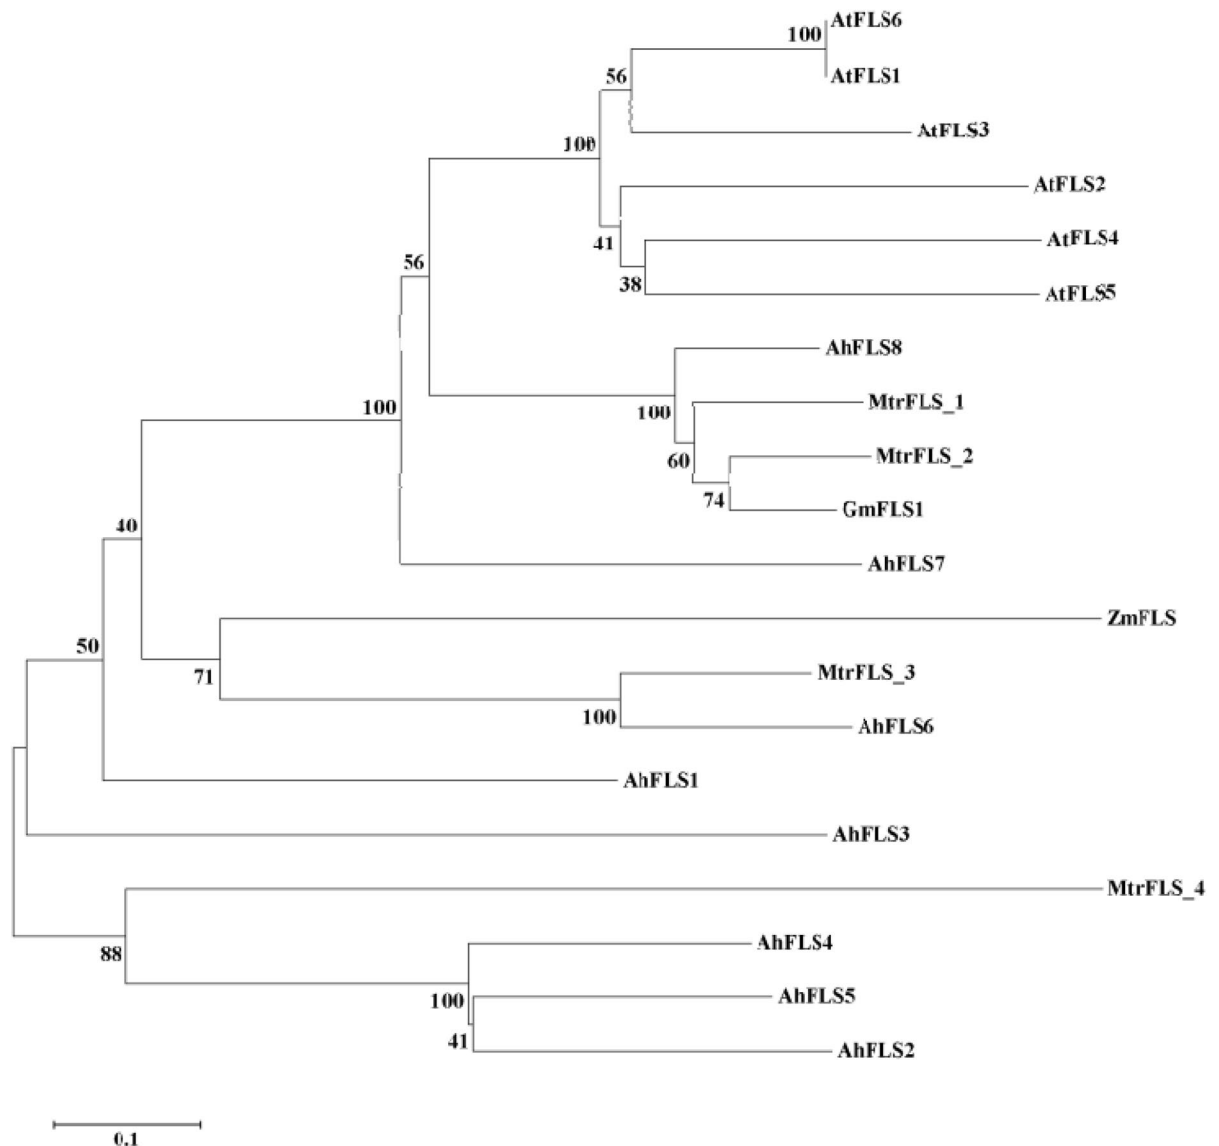 AtFLS6
100
AtFLS1
56
AtFLS3
100
AtFLS2
41
AtFLS4
38
AtFLS5
56
AhFLS8
100
MtrFLS_1
60
MtrFLS_2
74
GmFLS1
100
AhFLS7
40
ZmFLS
50
71
MtrFLS_3
100
AhFLS6
AhFLS1
AhFLS3
MtrFLS_4
88
AhFLS4
100
AhFLS5
41
AhFLS2
0.1